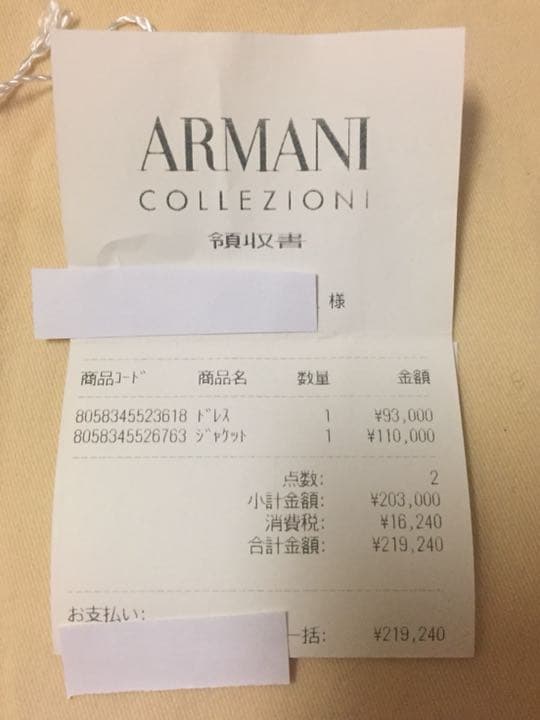 ARMANI
COLLEZIONI
領収書
様
商品ｺｰﾄﾞ 商品名 数量 金額
8058345523618 ﾄﾞﾚｽ 1 ¥93,000
8058345526763 ｼﾞｬｹｯﾄ 1 ¥110,000
点数: 2
小計金額: ¥203,000
消費税: ¥16,240
合計金額: ¥219,240
お支払い:
一括: ¥219,240